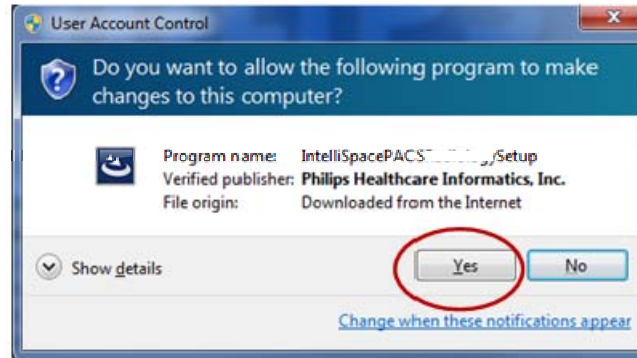 User Account Control
Do you want to allow the following program to make
changes to this computer?
Program name: IntelliSpacePACS Setup
Verified publisher: Philips Healthcare Informatics, Inc.
File origin: Downloaded from the Internet
Show details
Yes
No
Change when these notifications appear